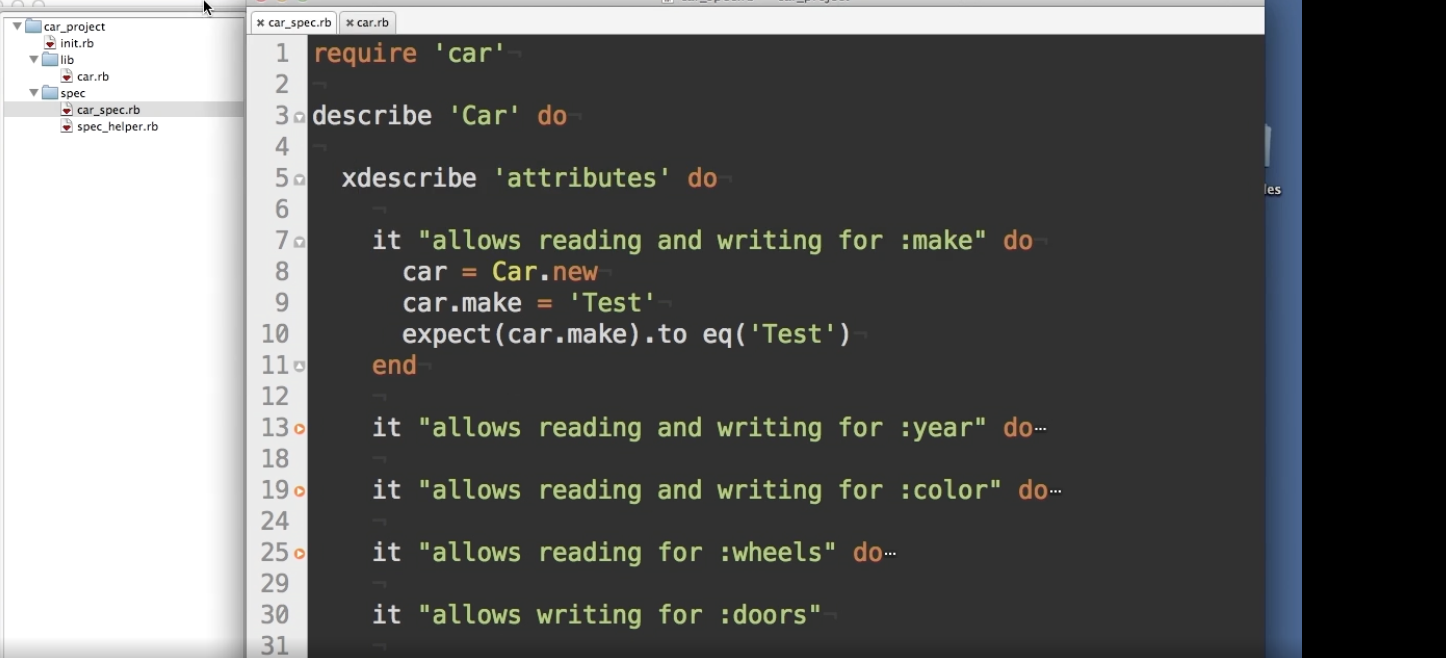 car_spec.rb
car.rb
car_project
init.rb
lib
car.rb
spec
car_spec.rb
spec_helper.rb
1 require 'car'
2
3 describe 'Car' do
4
5 xdescribe 'attributes' do
6
7 it "allows reading and writing for :make" do
8 car = Car.new
9 car.make = 'Test'
10 expect(car.make).to eq('Test')
11 end
12
13 it "allows reading and writing for :year" do…
18
19 it "allows reading and writing for :color" do…
24
25 it "allows reading for :wheels" do…
29
30 it "allows writing for :doors"
31